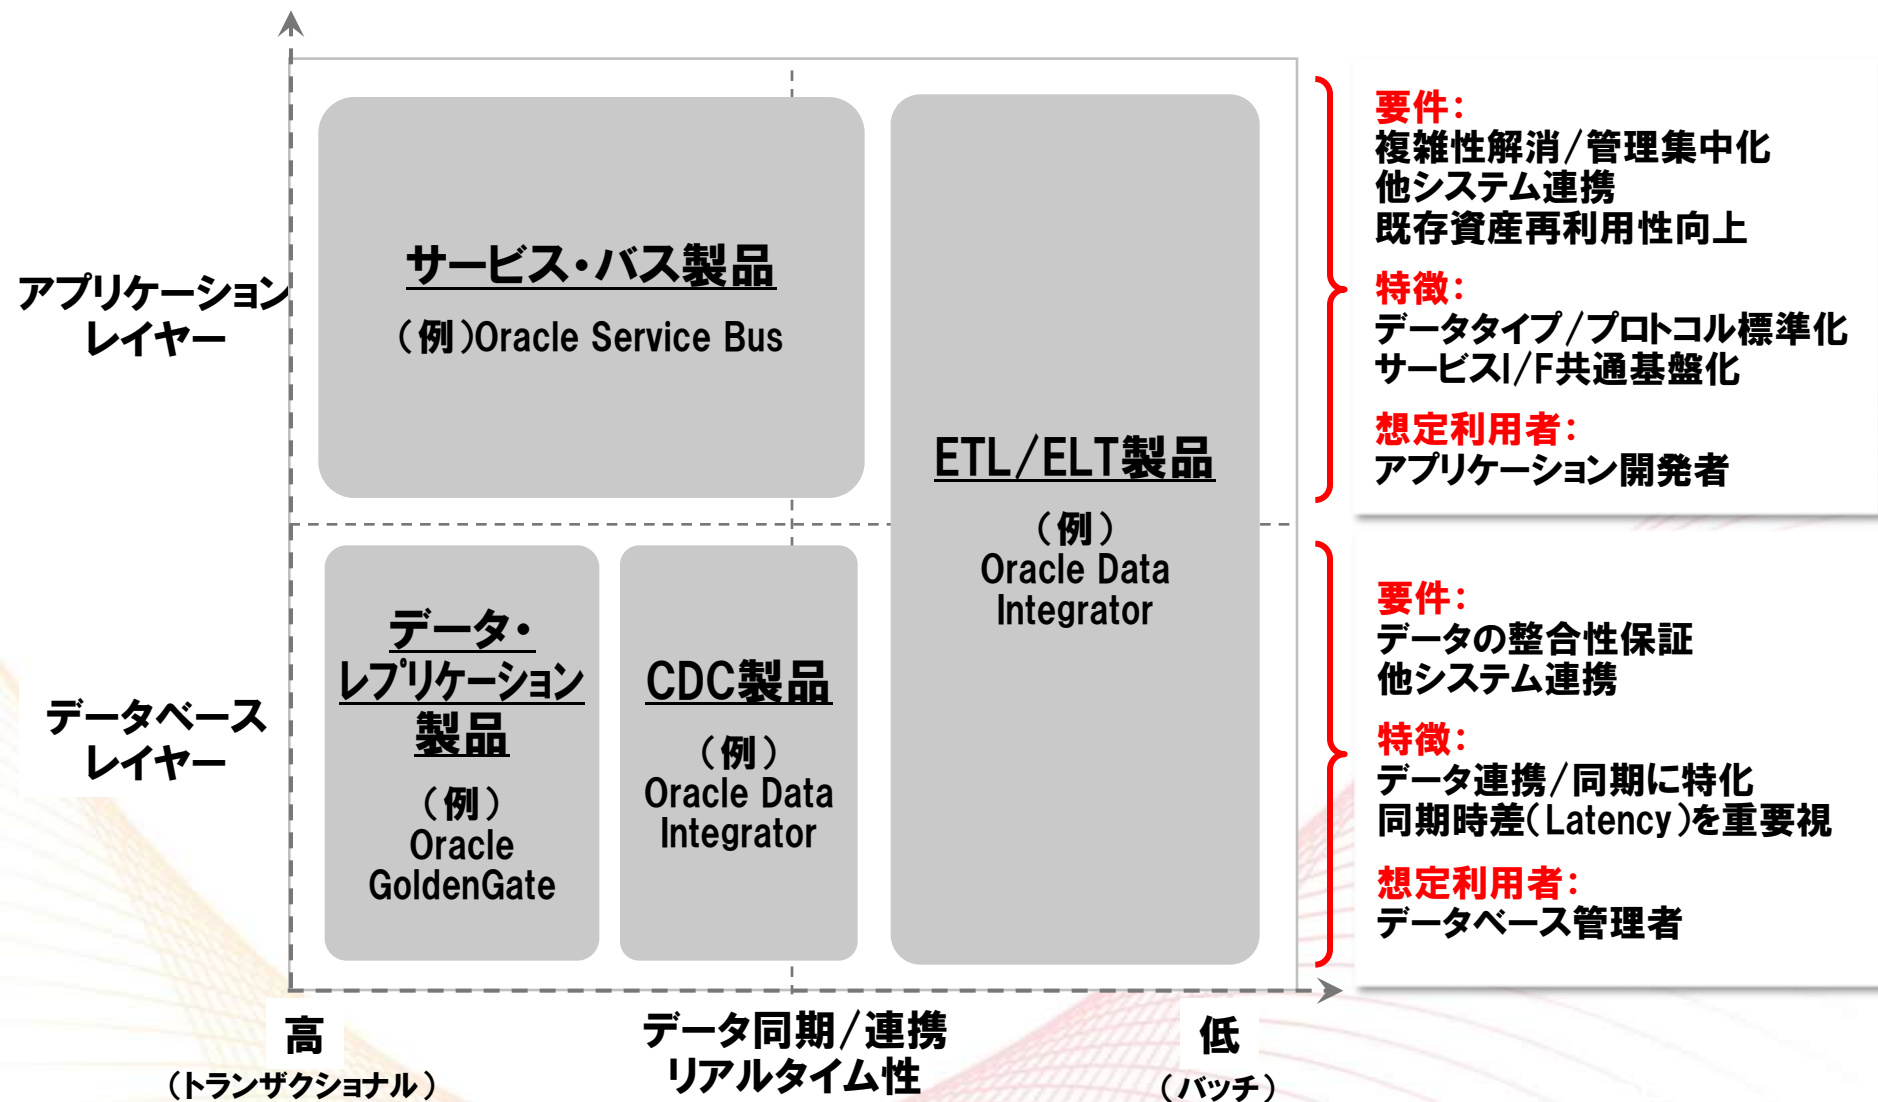 アプリケーション
レイヤー
サービス・バス製品
（例）Oracle Service Bus
ETL/ELT製品
（例）
Oracle Data
Integrator
要件：
複雑性解消/管理集中化
他システム連携
既存資産再利用性向上
特徴：
データタイプ/プロトコル標準化
サービスI/F共通基盤化
想定利用者：
アプリケーション開発者
データベース
レイヤー
データ・
レプリケーション
製品
（例）
Oracle
GoldenGate
CDC製品
（例）
Oracle Data
Integrator
要件：
データの整合性保証
他システム連携
特徴：
データ連携/同期に特化
同期時差（Latency）を重要視
想定利用者：
データベース管理者
高
（トランザクショナル）
データ同期/連携
リアルタイム性
低
（バッチ）